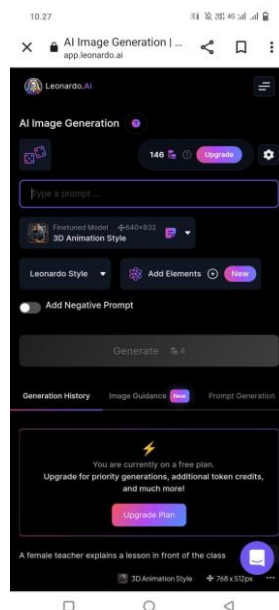 10.27
4G
AI Image Generation | ...
app.leonardo.ai
Leonardo.Ai
AI Image Generation ?
146 Upgrade
Type a prompt ...
Finetuned Model 640×832
3D Animation Style
Leonardo Style Add Elements New
Add Negative Prompt
Generate
Generation History Image Guidance New Prompt Generation
You are currently on a free plan.
Upgrade for priority generations, additional token credits,
and much more!
Upgrade Plan
A female teacher explains a lesson in front of the class
3D Animation Style 768 x 512px ...